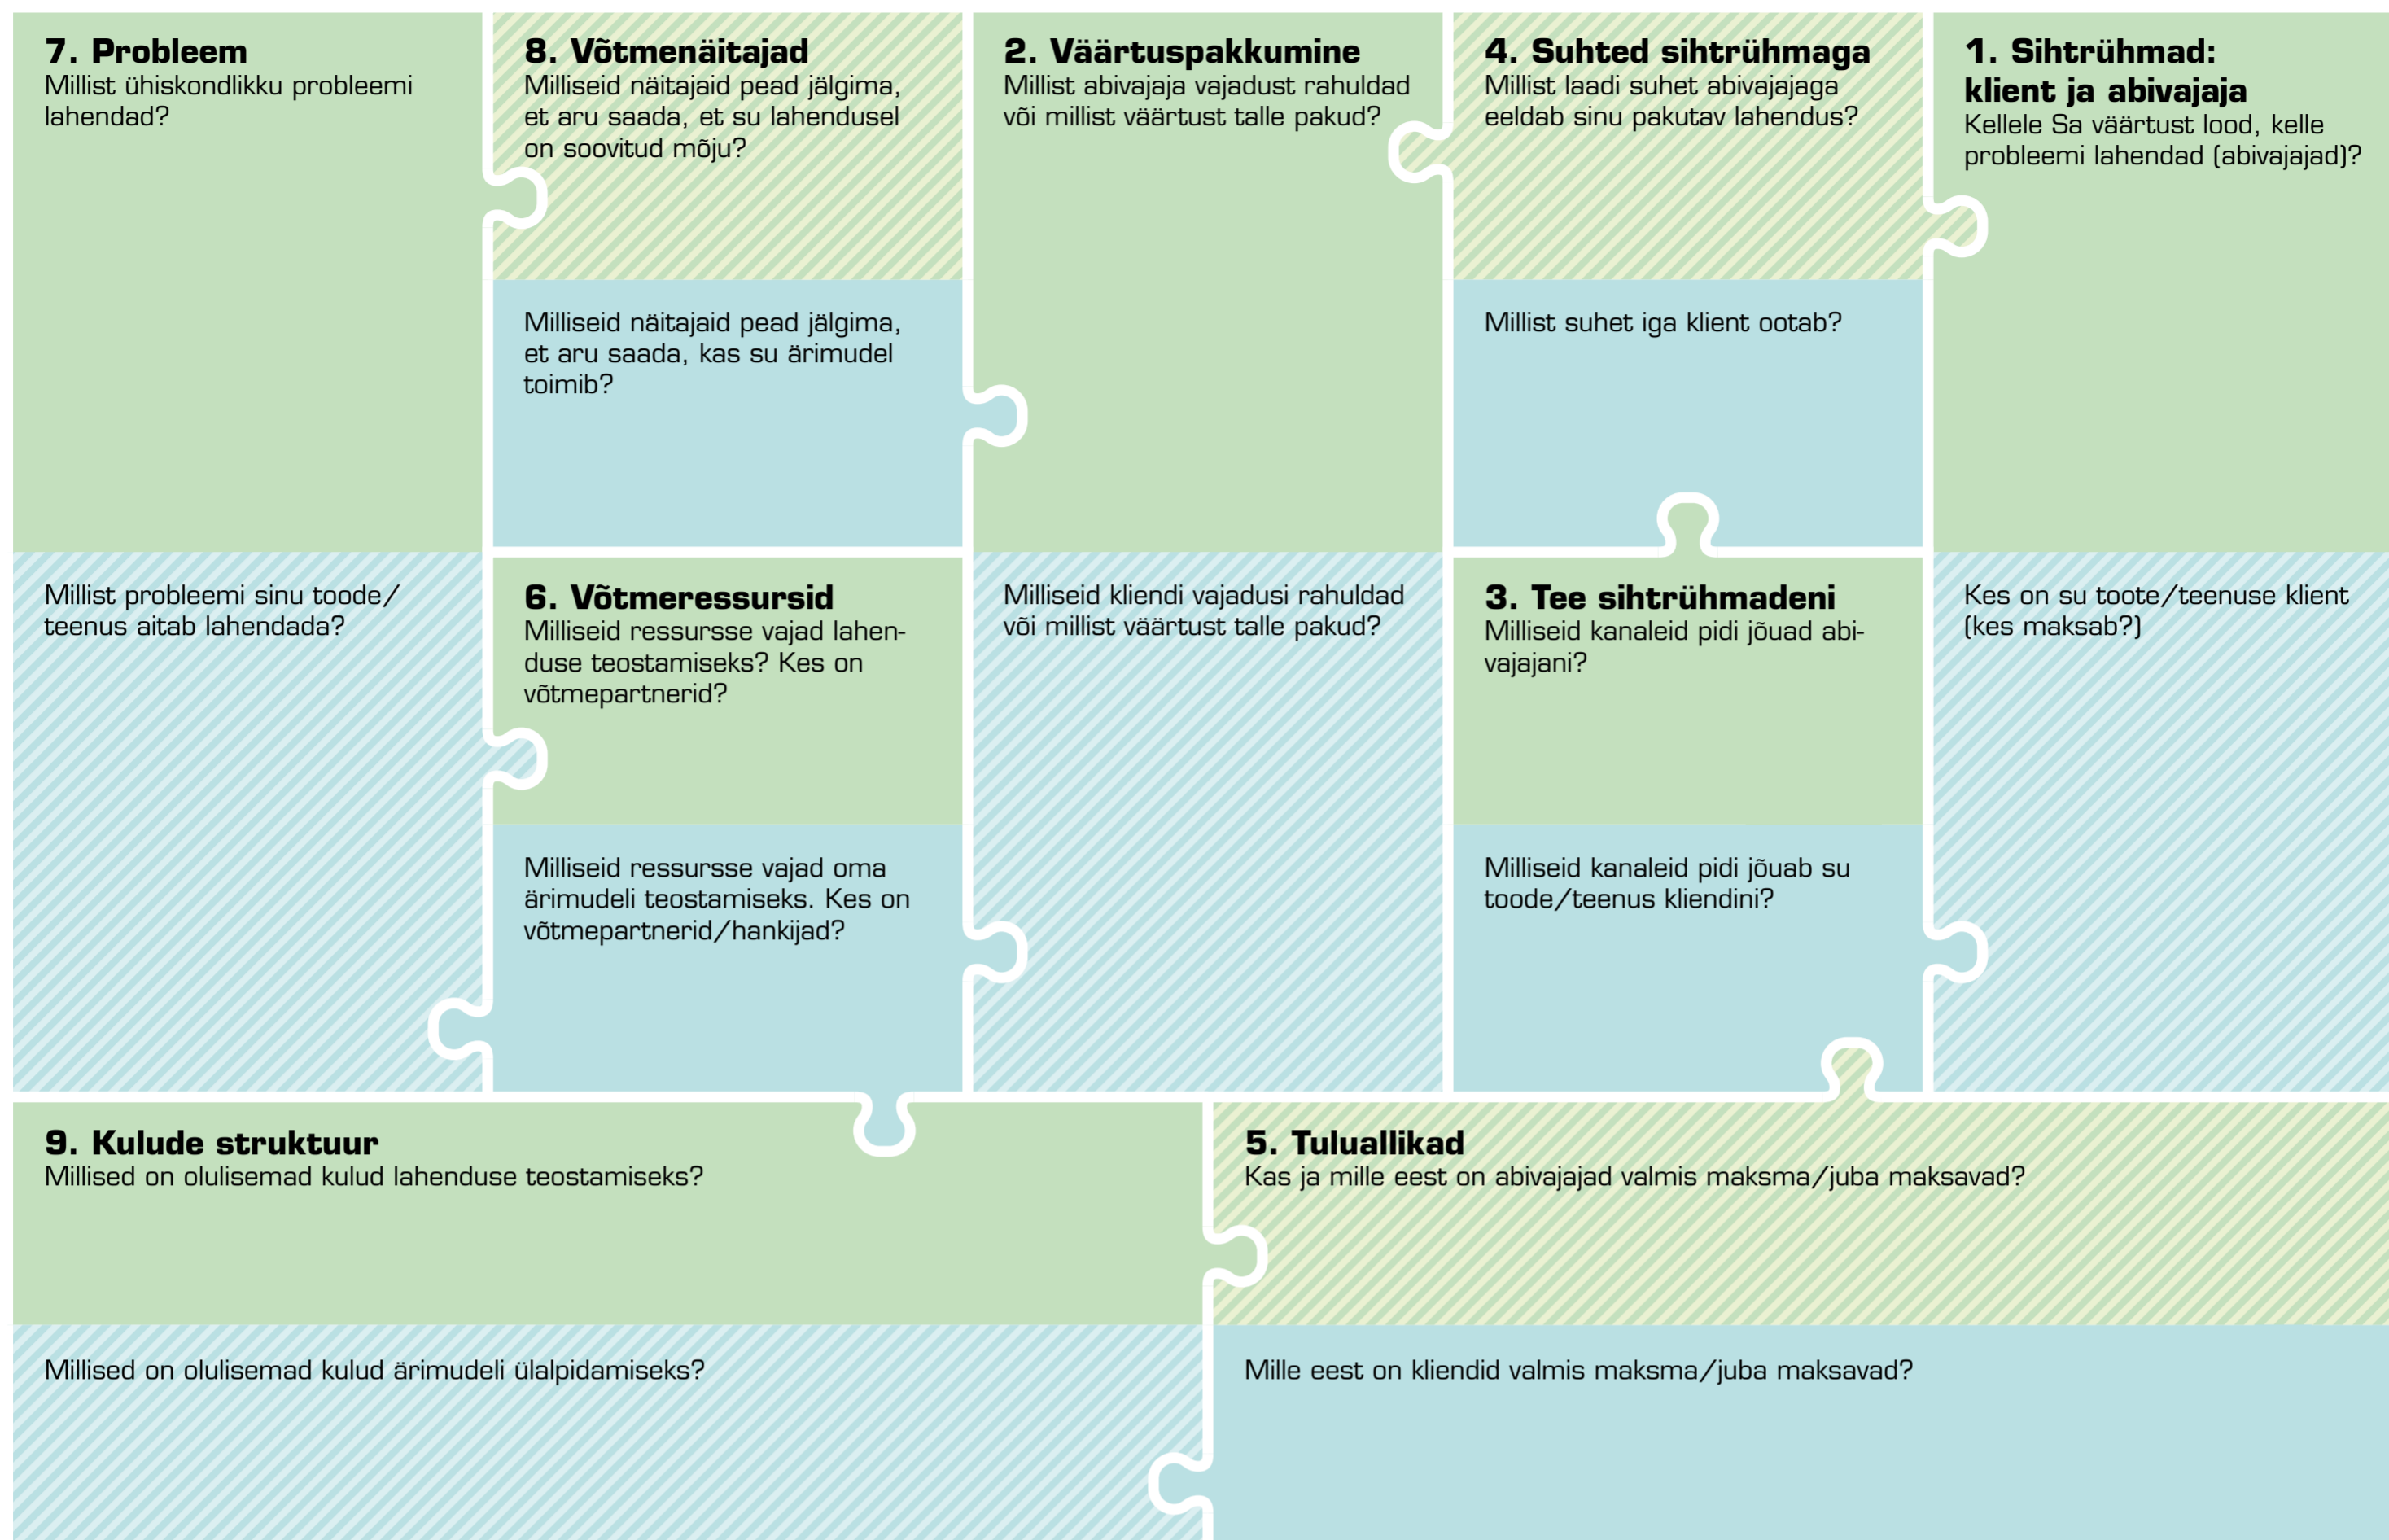 7. Probleem
Millist ühiskondlikku probleemi
lahendad?
Millist probleemi sinu toode/
teenus aitab lahendada?
8. Võtmenäitajad
Milliseid näitajaid pead jälgima,
et aru saada, et su lahendusel
on soovitud mõju?
Milliseid näitajaid pead jälgima,
et aru saada, kas su ärimudel
toimib?
6. Võtmeressursid
Milliseid ressursse vajad lahen-
duse teostamiseks? Kes on
võtmepartnerid?
Milliseid ressursse vajad oma
ärimudeli teostamiseks. Kes on
võtmepartnerid/hankijad?
2. Väärtuspakkumine
Millist abivajaja vajadust rahuldad
või millist väärtust talle pakud?
Milliseid kliendi vajadusi rahuldad
või millist väärtust talle pakud?
4. Suhted sihtrühmaga
Millist laadi suhet abivajajaga
eeldab sinu pakutav lahendus?
Millist suhet iga klient ootab?
3. Tee sihtrühmadeni
Milliseid kanaleid pidi jõuad abi-
vajajani?
Milliseid kanaleid pidi jõuab su
toode/teenus kliendini?
1. Sihtrühmad:
klient ja abivajaja
Kellele Sa väärtust lood, kelle
probleemi lahendad (abivajajad)?
Kes on su toote/teenuse klient
(kes maksab?)
9. Kulude struktuur
Millised on olulisemad kulud lahenduse teostamiseks?
Millised on olulisemad kulud ärimudeli ülalpidamiseks?
5. Tuluallikad
Kas ja mille eest on abivajajad valmis maksma/juba maksavad?
Mille eest on kliendid valmis maksma/juba maksavad?